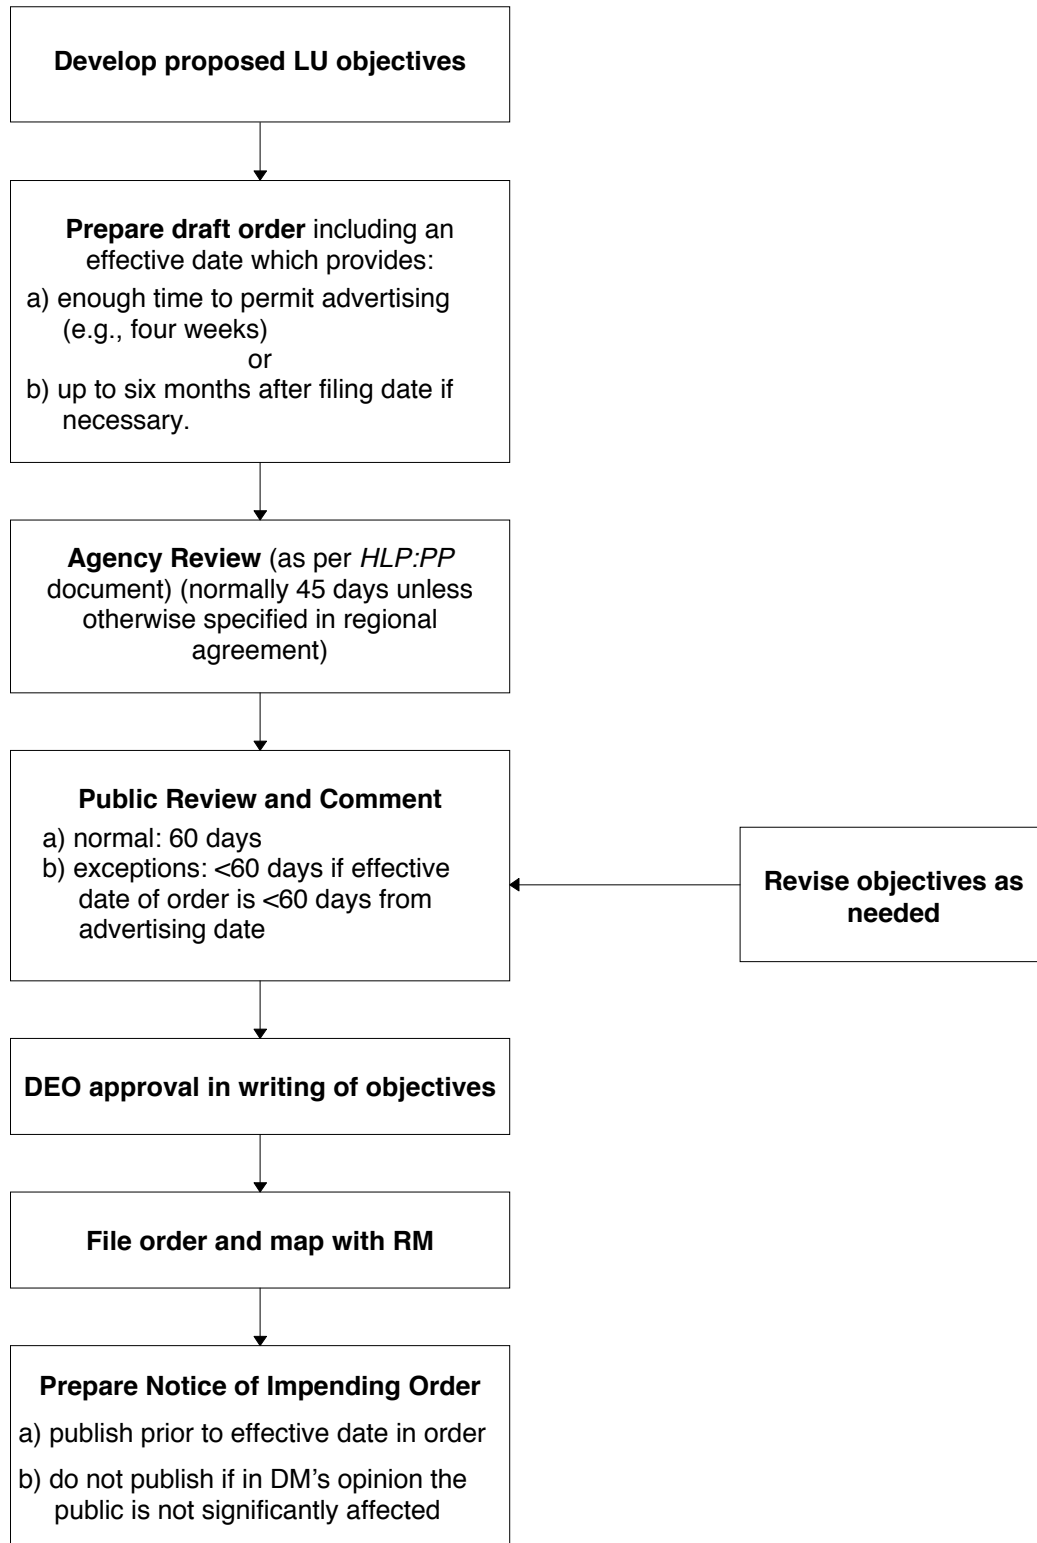 Develop proposed LU objectives
Prepare draft order including an
effective date which provides:
a) enough time to permit advertising
(e.g., four weeks)
or
b) up to six months after filing date if
necessary.
Agency Review (as per HLP:PP
document) (normally 45 days unless
otherwise specified in regional
agreement)
Public Review and Comment
a) normal: 60 days
b) exceptions: <60 days if effective
date of order is <60 days from
advertising date
Revise objectives as
needed
DEO approval in writing of objectives
File order and map with RM
Prepare Notice of Impending Order
a) publish prior to effective date in order
b) do not publish if in DM’s opinion the
public is not significantly affected